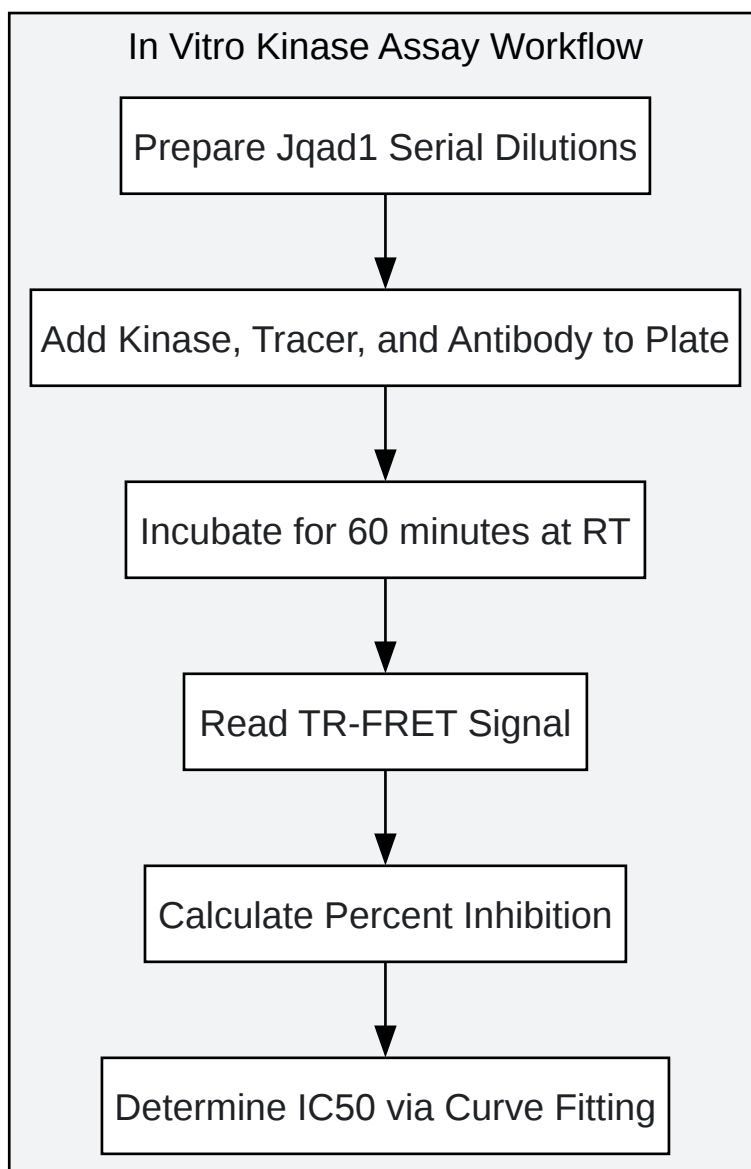 In Vitro Kinase Assay Workflow
Prepare Jqad1 Serial Dilutions
Add Kinase, Tracer, and Antibody to Plate
Incubate for 60 minutes at RT
Read TR-FRET Signal
Calculate Percent Inhibition
Determine IC50 via Curve Fitting